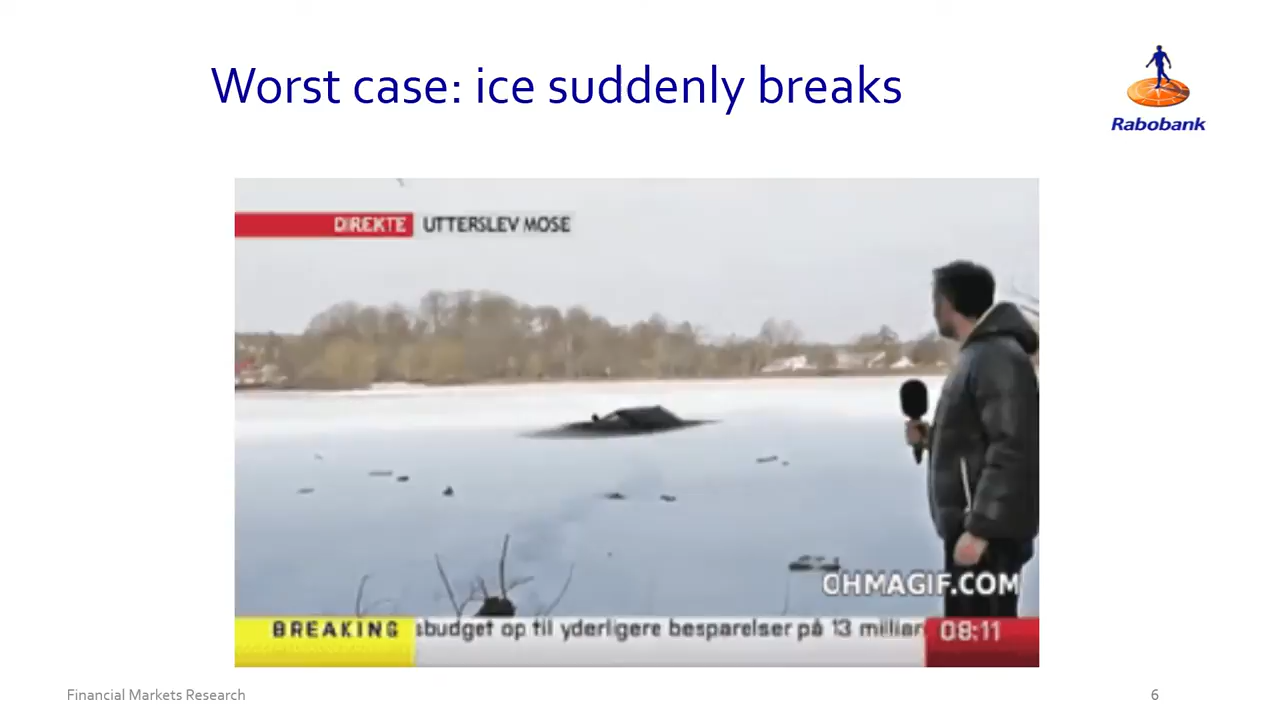 Worst case: ice suddenly breaks
Rabobank
DIREKTE UTTERSLEV MOSE
OHMAGIF.COM
BREAKING sbudget op til yderligere besparelser på 13 milliar 08:11
Financial Markets Research
6